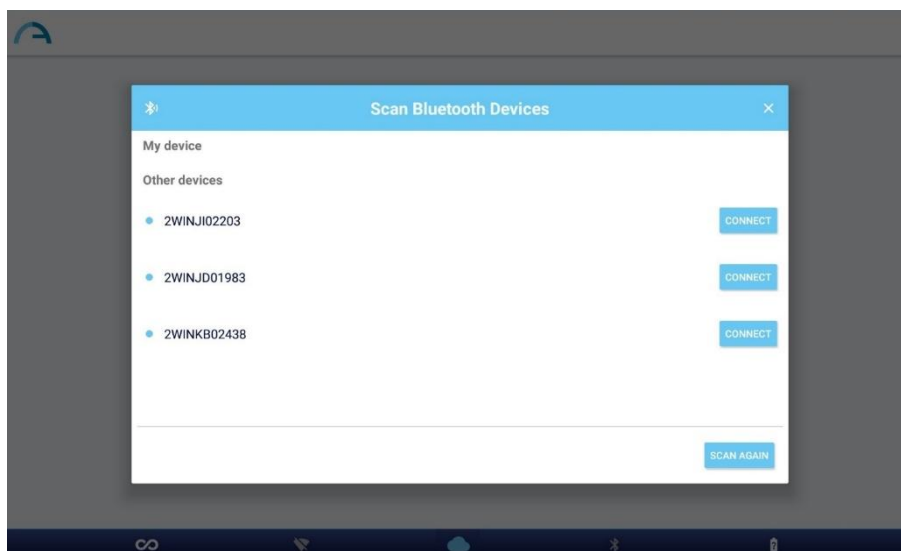 Scan Bluetooth Devices
My device
Other devices
2WINJI02203 CONNECT
2WINJD01983 CONNECT
2WINKB02438 CONNECT
SCAN AGAIN